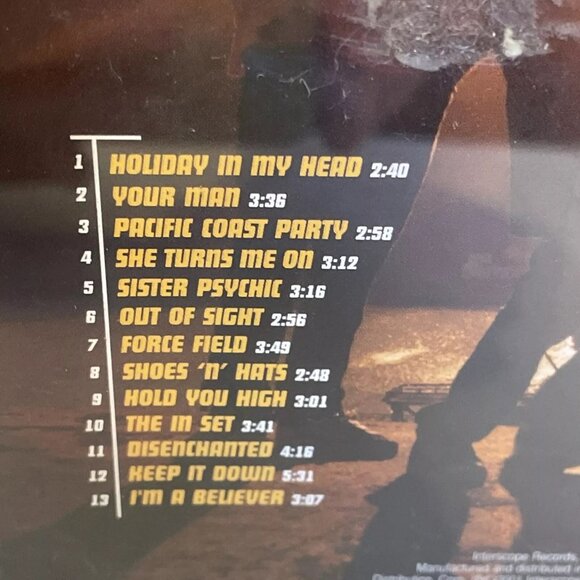 1 HOLIDAY IN MY HEAD 2:40
2 YOUR MAN 3:36
3 PACIFIC COAST PARTY 2:58
4 SHE TURNS ME ON 3:12
5 SISTER PSYCHIC 3:16
6 OUT OF SIGHT 2:56
7 FORCE FIELD 3:49
8 SHOES 'N' HATS 2:48
9 HOLD YOU HIGH 3:01
10 THE IN SET 3:41
11 DISENCHANTED 4:16
12 KEEP IT DOWN 5:31
13 I'M A BELIEVER 3:07
Interscope Records,
Manufactured and distributed in